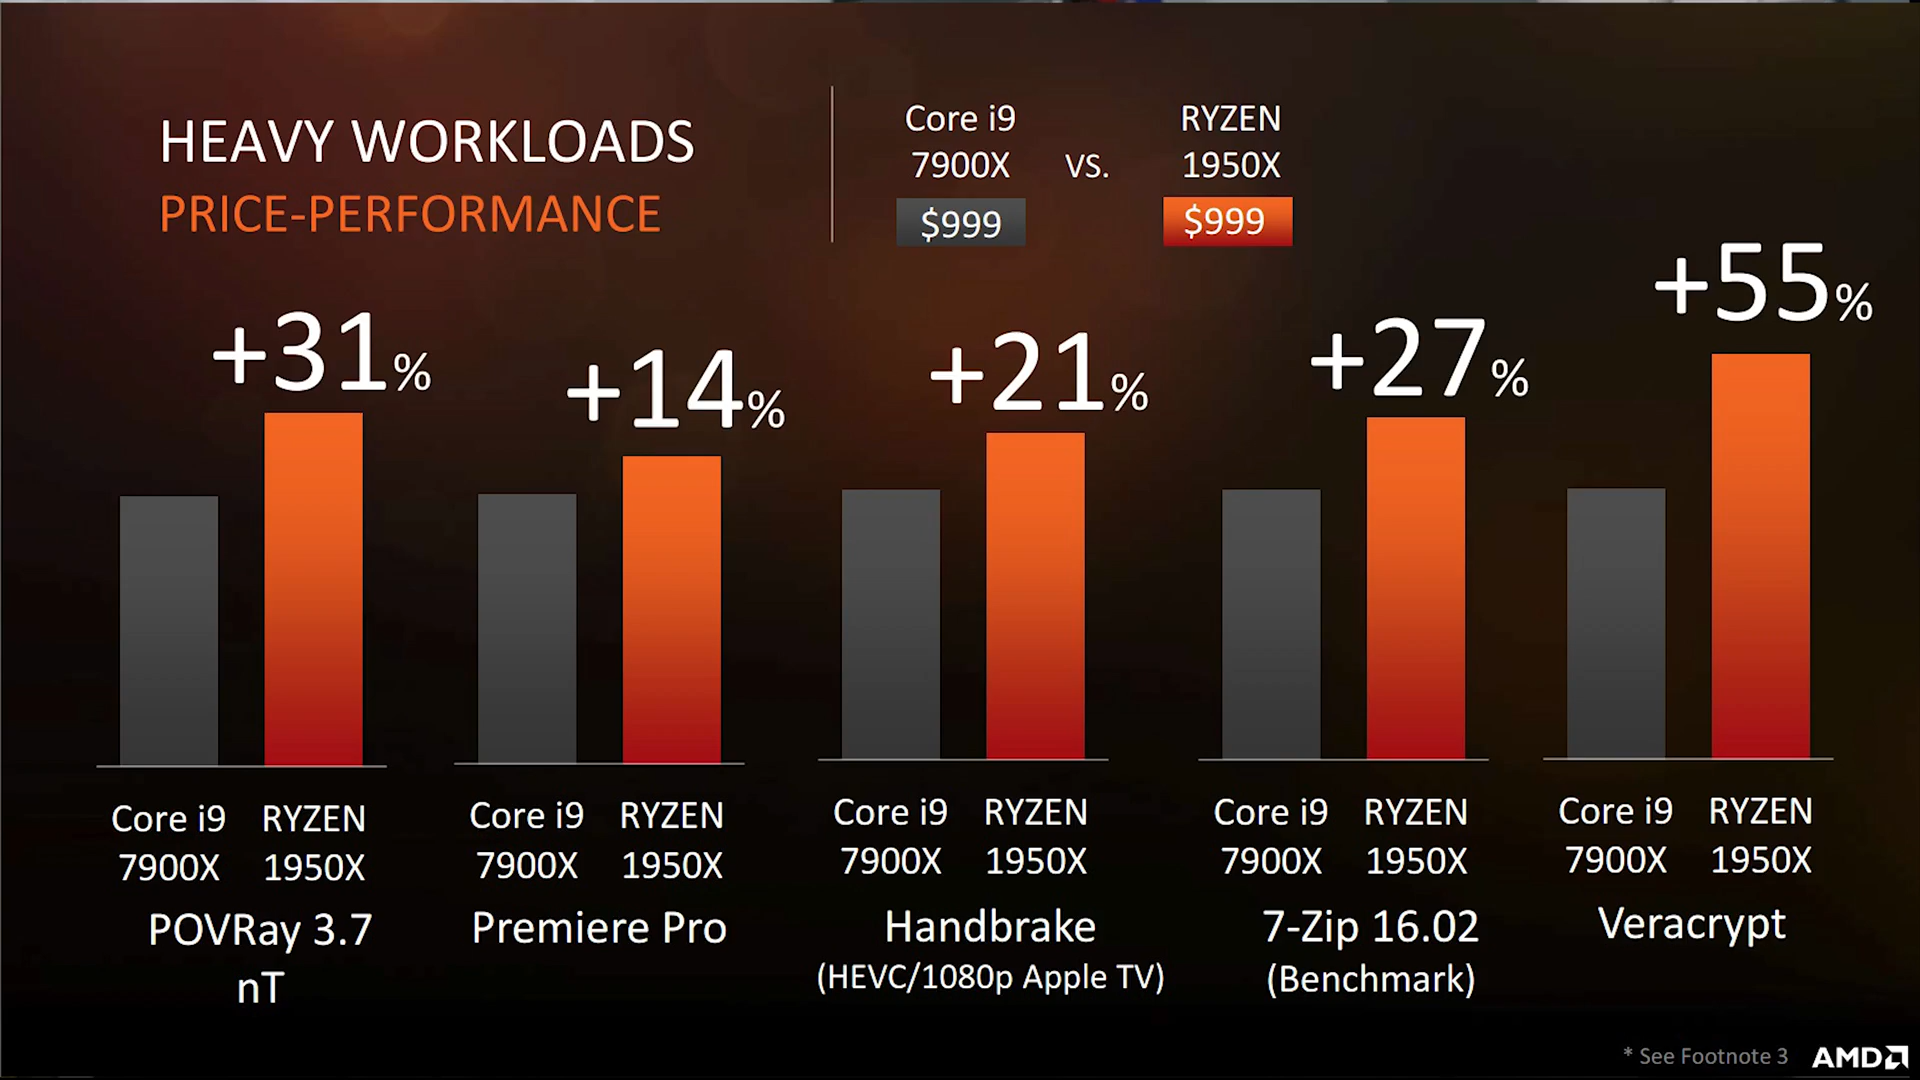 HEAVY WORKLOADS
PRICE-PERFORMANCE
Core i9
7900X
$999
VS.
RYZEN
1950X
$999
+31%
+14%
+21%
+27%
+55%
Core i9 RYZEN
7900X 1950X
POVRay 3.7
nT
Core i9 RYZEN
7900X 1950X
Premiere Pro
Core i9 RYZEN
7900X 1950X
Handbrake
(HEVC/1080p Apple TV)
Core i9 RYZEN
7900X 1950X
7-Zip 16.02
(Benchmark)
Core i9 RYZEN
7900X 1950X
Veracrypt
* See Footnote 3
AMD